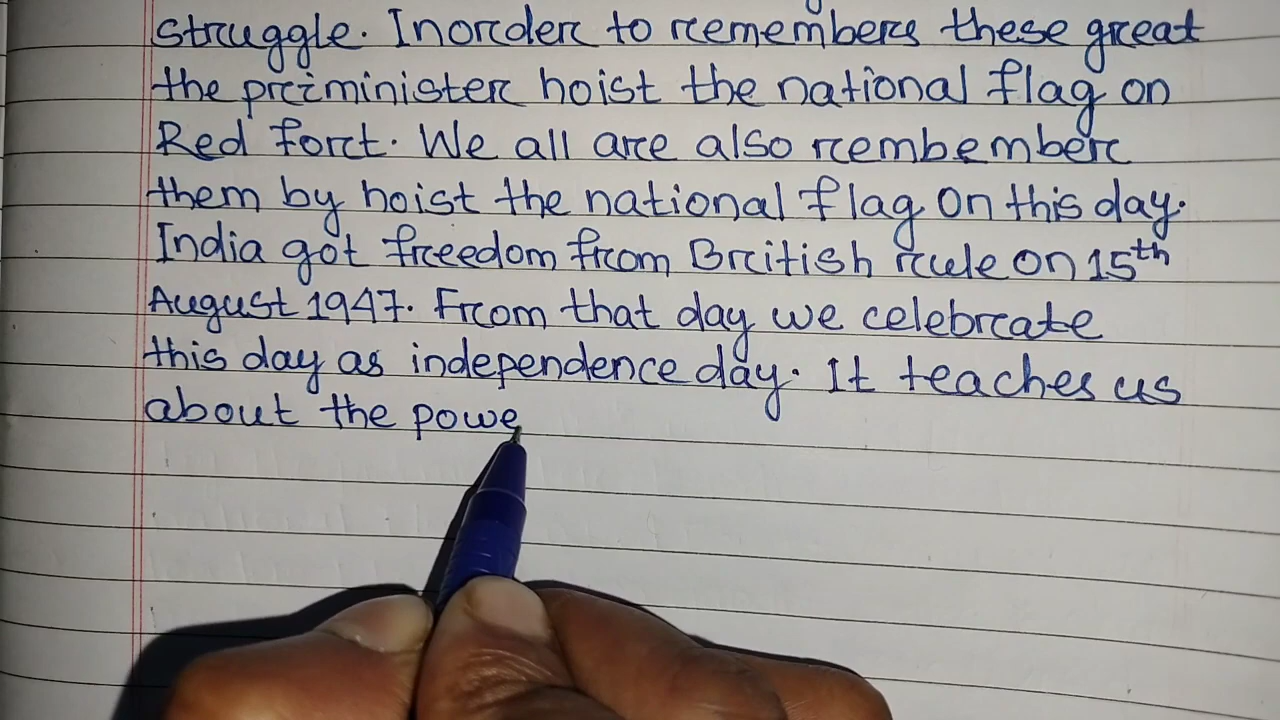 struggle. Inorder to remembers these great
the preiminister hoist the national flag on
Red fort. We all are also rembember
them by hoist the national flag on this day.
India got freedom from British rule on 15th
August 1947. From that day we celebrate
this day as independence day. It teaches us
about the powe